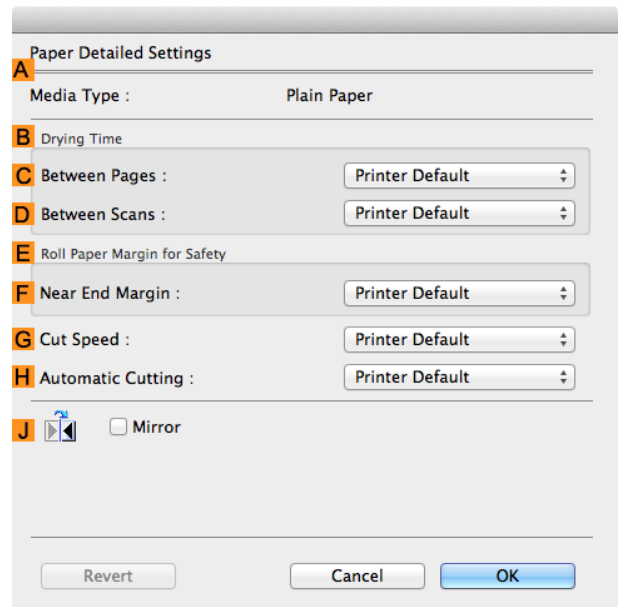 Paper Detailed Settings
A
Media Type : Plain Paper
B Drying Time
C Between Pages : Printer Default
D Between Scans : Printer Default
E Roll Paper Margin for Safety
F Near End Margin : Printer Default
G Cut Speed : Printer Default
H Automatic Cutting : Printer Default
J Mirror
Revert Cancel OK